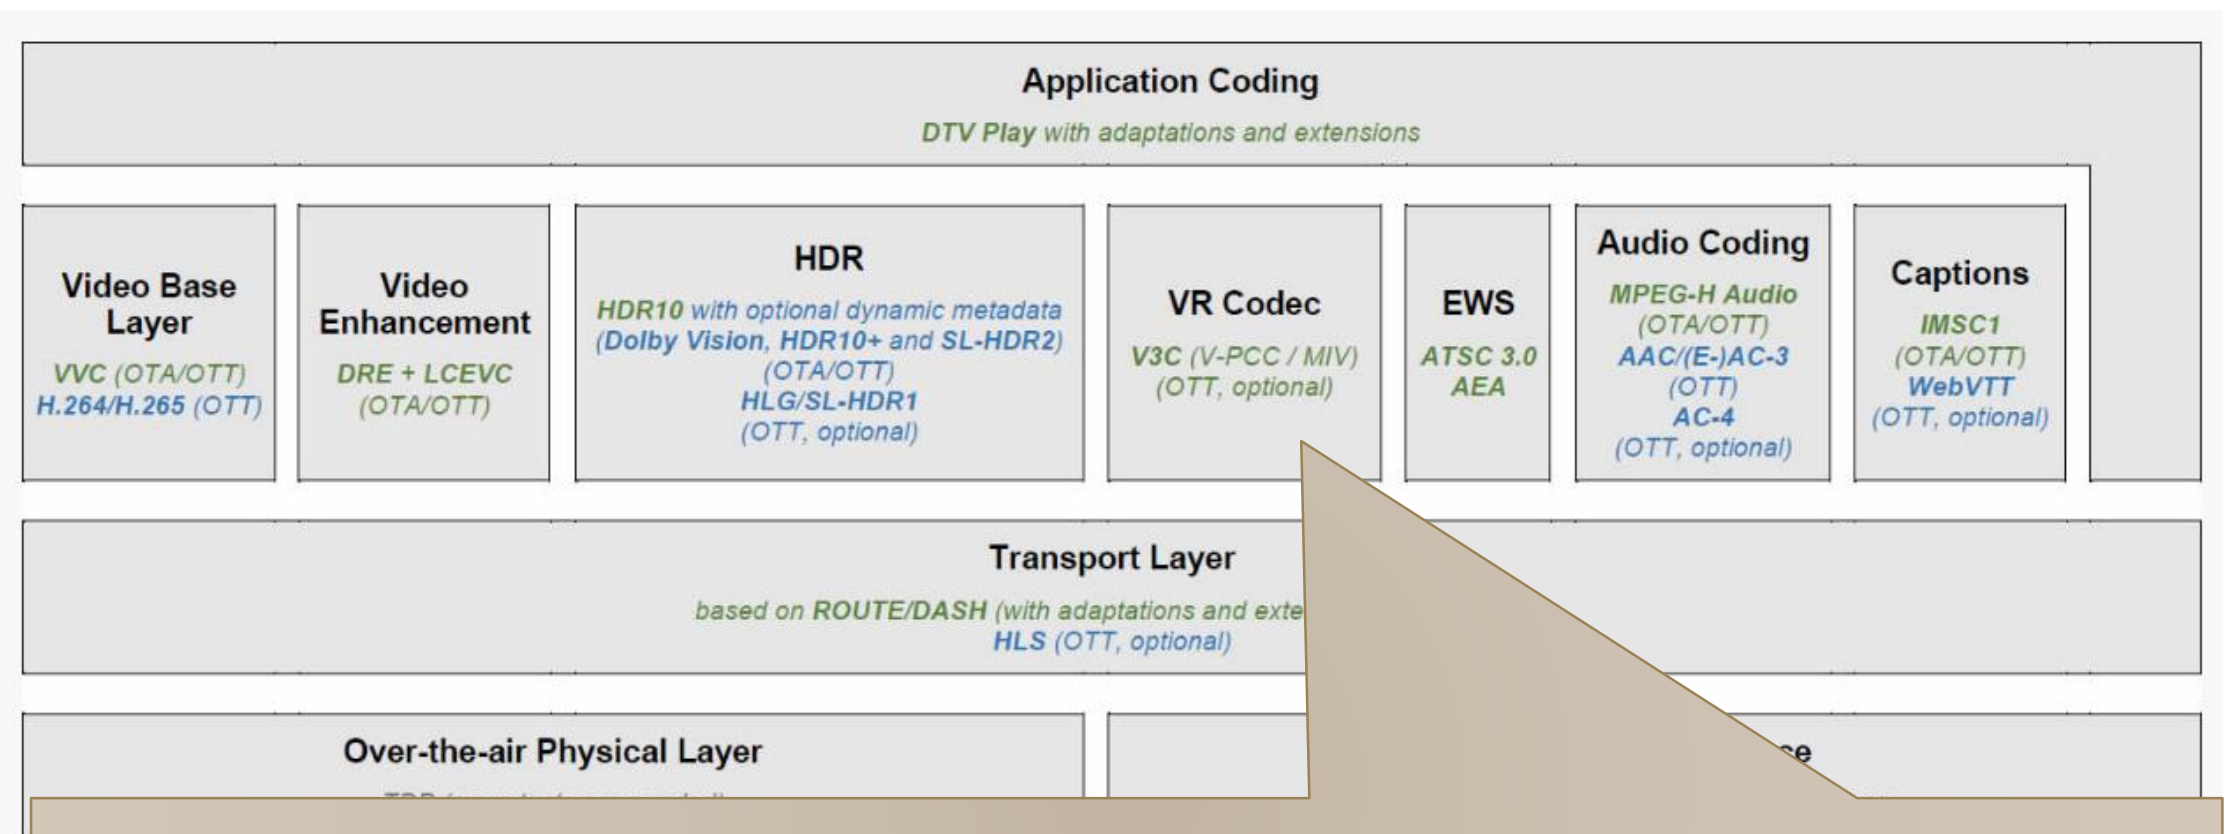 Application Coding
DTV Play with adaptations and extensions
Video Base
Layer
VVC (OTA/OTT)
H.264/H.265 (OTT)
Video
Enhancement
DRE + LCEVC
(OTA/OTT)
HDR
HDR10 with optional dynamic metadata
(Dolby Vision, HDR10+ and SL-HDR2)
(OTA/OTT)
HLG/SL-HDR1
(OTT, optional)
VR Codec
V3C (V-PCC / MIV)
(OTT, optional)
EWS
ATSC 3.0
AEA
Audio Coding
MPEG-H Audio
(OTA/OTT)
AAC/(E-)AC-3
(OTT)
AC-4
(OTT, optional)
Captions
IMSC1
(OTA/OTT)
WebVTT
(OTT, optional)
Transport Layer
based on ROUTE/DASH (with adaptations and
HLS (OTT, optional)
Over-the-air Physical Layer